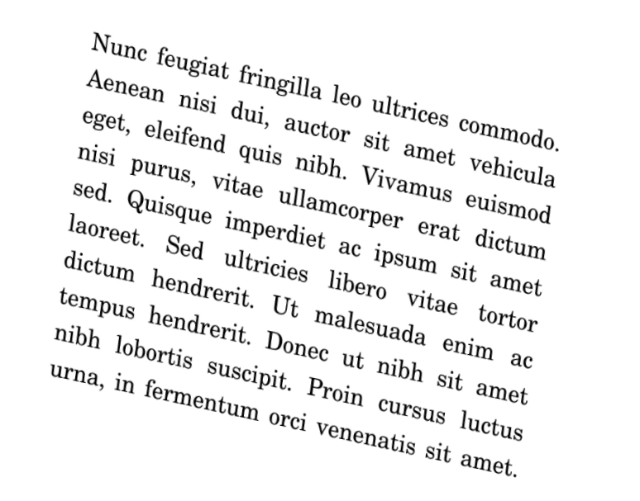 Nunc feugiat fringilla leo ultrices commodo.
Aenean nisi dui, auctor sit amet vehicula
eget, eleifend quis nibh. Vivamus euismod
nisi purus, vitae ullamcorper erat dictum
sed. Quisque imperdiet ac ipsum sit amet
laoreet. Sed ultricies libero vitae tortor
dictum hendrerit. Ut malesuada enim ac
tempus hendrerit. Donec ut nibh sit amet
nibh lobortis suscipit. Proin cursus luctus
urna, in fermentum orci venenatis sit amet.